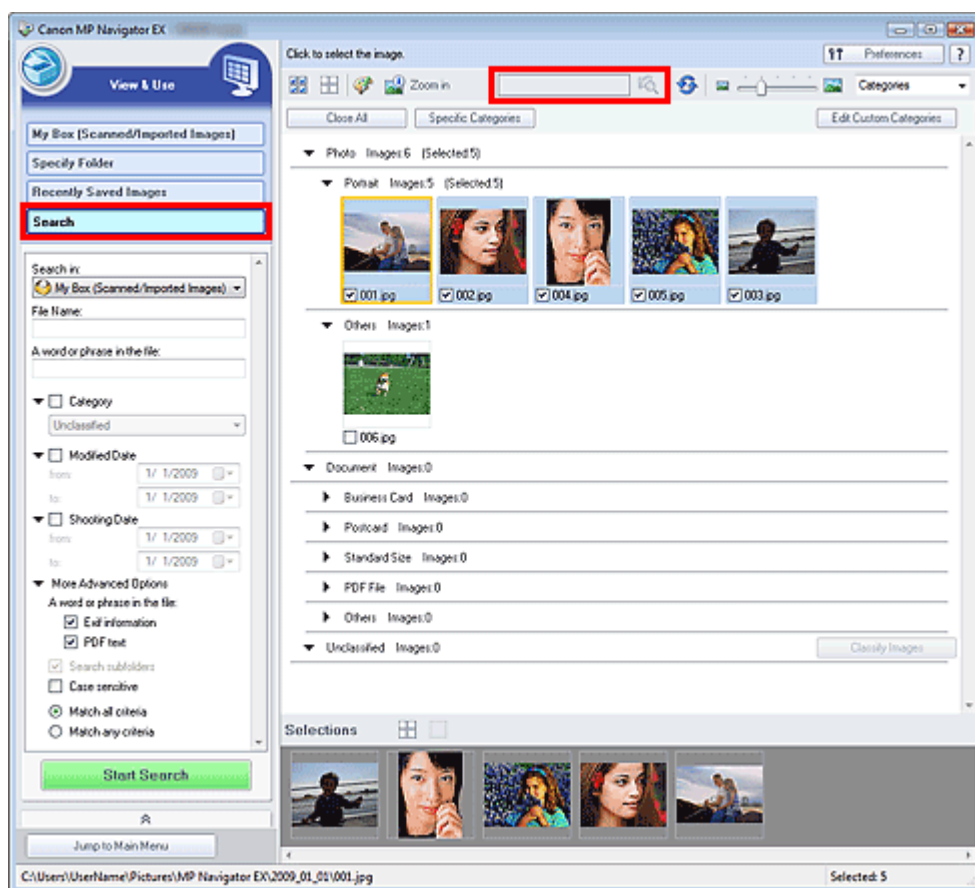 Canon MP Navigator EX
View & Use
My Box (Scanned/Imported Images)
Specify Folder
Recently Saved Images
Search
Search in:
My Box (Scanned/Imported Images)
File Name:
A word or phrase in the file:
Category
Unclassified
Modified Date
from: 1/ 1/2009
to: 1/ 1/2009
Shooting Date
from: 1/ 1/2009
to: 1/ 1/2009
More Advanced Options
A word or phrase in the file:
Exif information
PDF text
Search subfolders
Case sensitive
Match all criteria
Match any criteria
Start Search
Jump to Main Menu
Click to select the image.
Preferences ?
Zoom in
Categories
Close All Specific Categories Edit Custom Categories
Photo Images:6 (Selected:5)
Portrait Images:5 (Selected:5)
001.jpg 002.jpg 004.jpg 005.jpg 003.jpg
Others Images:1
006.jpg
Document Images:0
Business Card Images:0
Postcard Images:0
Standard Size Images:0
PDF File Images:0
Others Images:0
Unclassified Images:0 Classify Images
Selections
C:\Users\UserName\Pictures\MP Navigator EX\2009_01_01\001.jpg Selected: 5